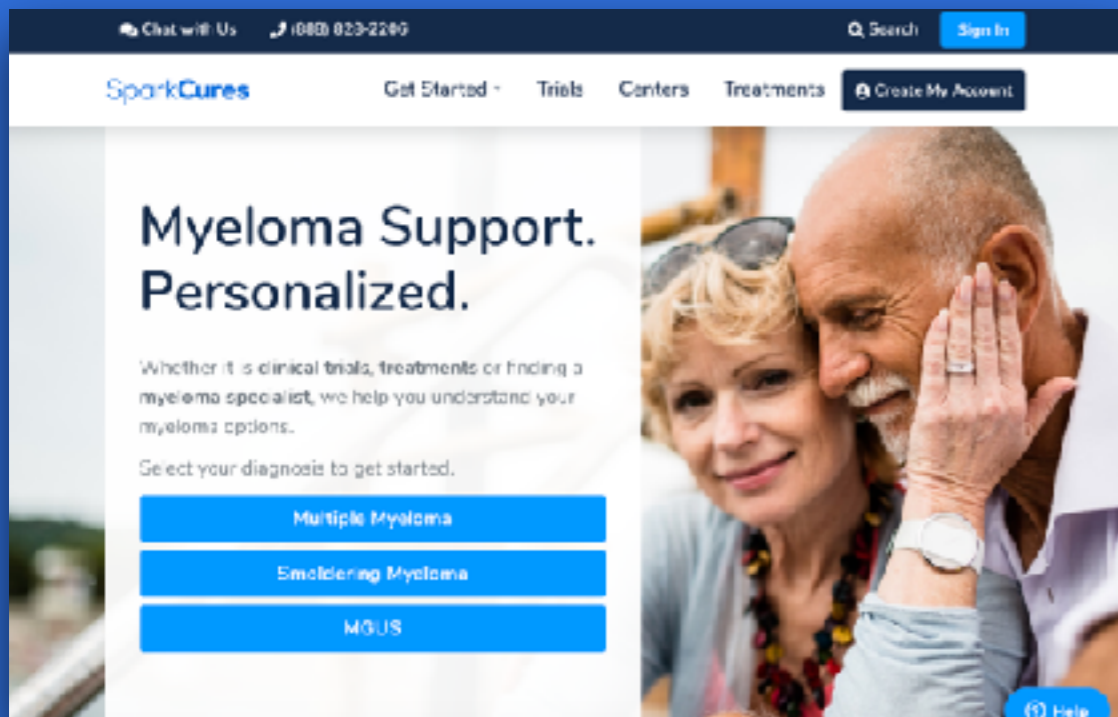 Chat with Us (888) 828-2206 Search Sign In
SparkCures Get Started Trials Centers Treatments Create My Account
Myeloma Support.
Personalized.
Whether it is clinical trials, treatments or finding a
myeloma specialist, we help you understand your
myeloma options.
Select your diagnosis to get started.
Multiple Myeloma
Smoldering Myeloma
MGUS
Help